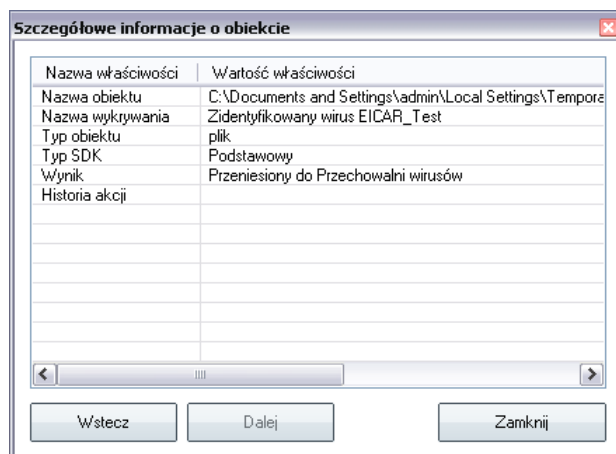 Szczegółowe informacje o obiekcie
Nazwa właściwości Wartość właściwości
Nazwa obiektu C:\Documents and Settings\admin\Local Settings\Tempora
Nazwa wykrywania Zidentyfikowany wirus EICAR_Test
Typ obiektu plik
Typ SDK Podstawowy
Wynik Przeniesiony do Przechowalni wirusów
Historia akcji
Wstecz Dalej Zamknij